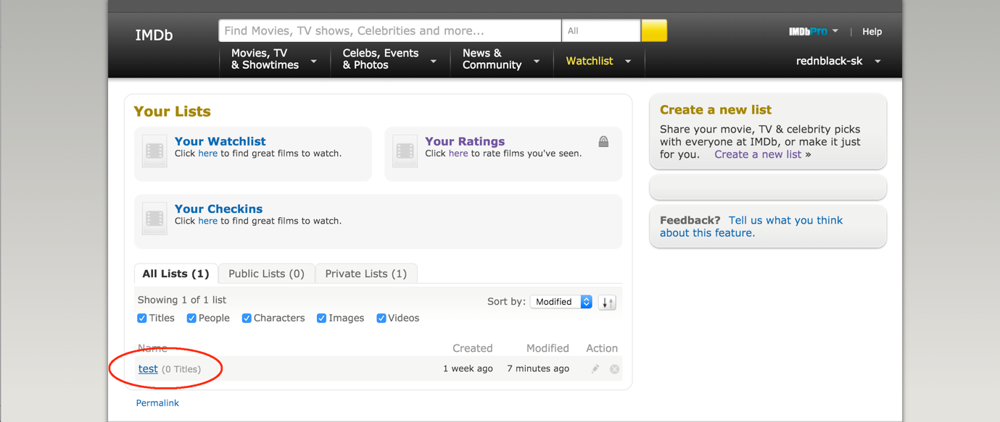 IMDb
Find Movies, TV shows, Celebrities and more...
All
IMDbPro
|
Help
Movies, TV
& Showtimes
Celebs, Events
& Photos
News &
Community
Watchlist
rednblack-sk
Your Lists
Your Watchlist
Click here to find great films to watch.
Your Ratings
Click here to rate films you've seen.
Your Checkins
Click here to find great films to watch.
All Lists (1)
Public Lists (0)
Private Lists (1)
Showing 1 of 1 list
Sort by: Modified
Titles People Characters Images Videos
Name Created Modified Action
test (0 Titles) 1 week ago 7 minutes ago
Permalink
Create a new list
Share your movie, TV & celebrity picks
with everyone at IMDb, or make it just
for you. Create a new list »
Feedback? Tell us what you think
about this feature.